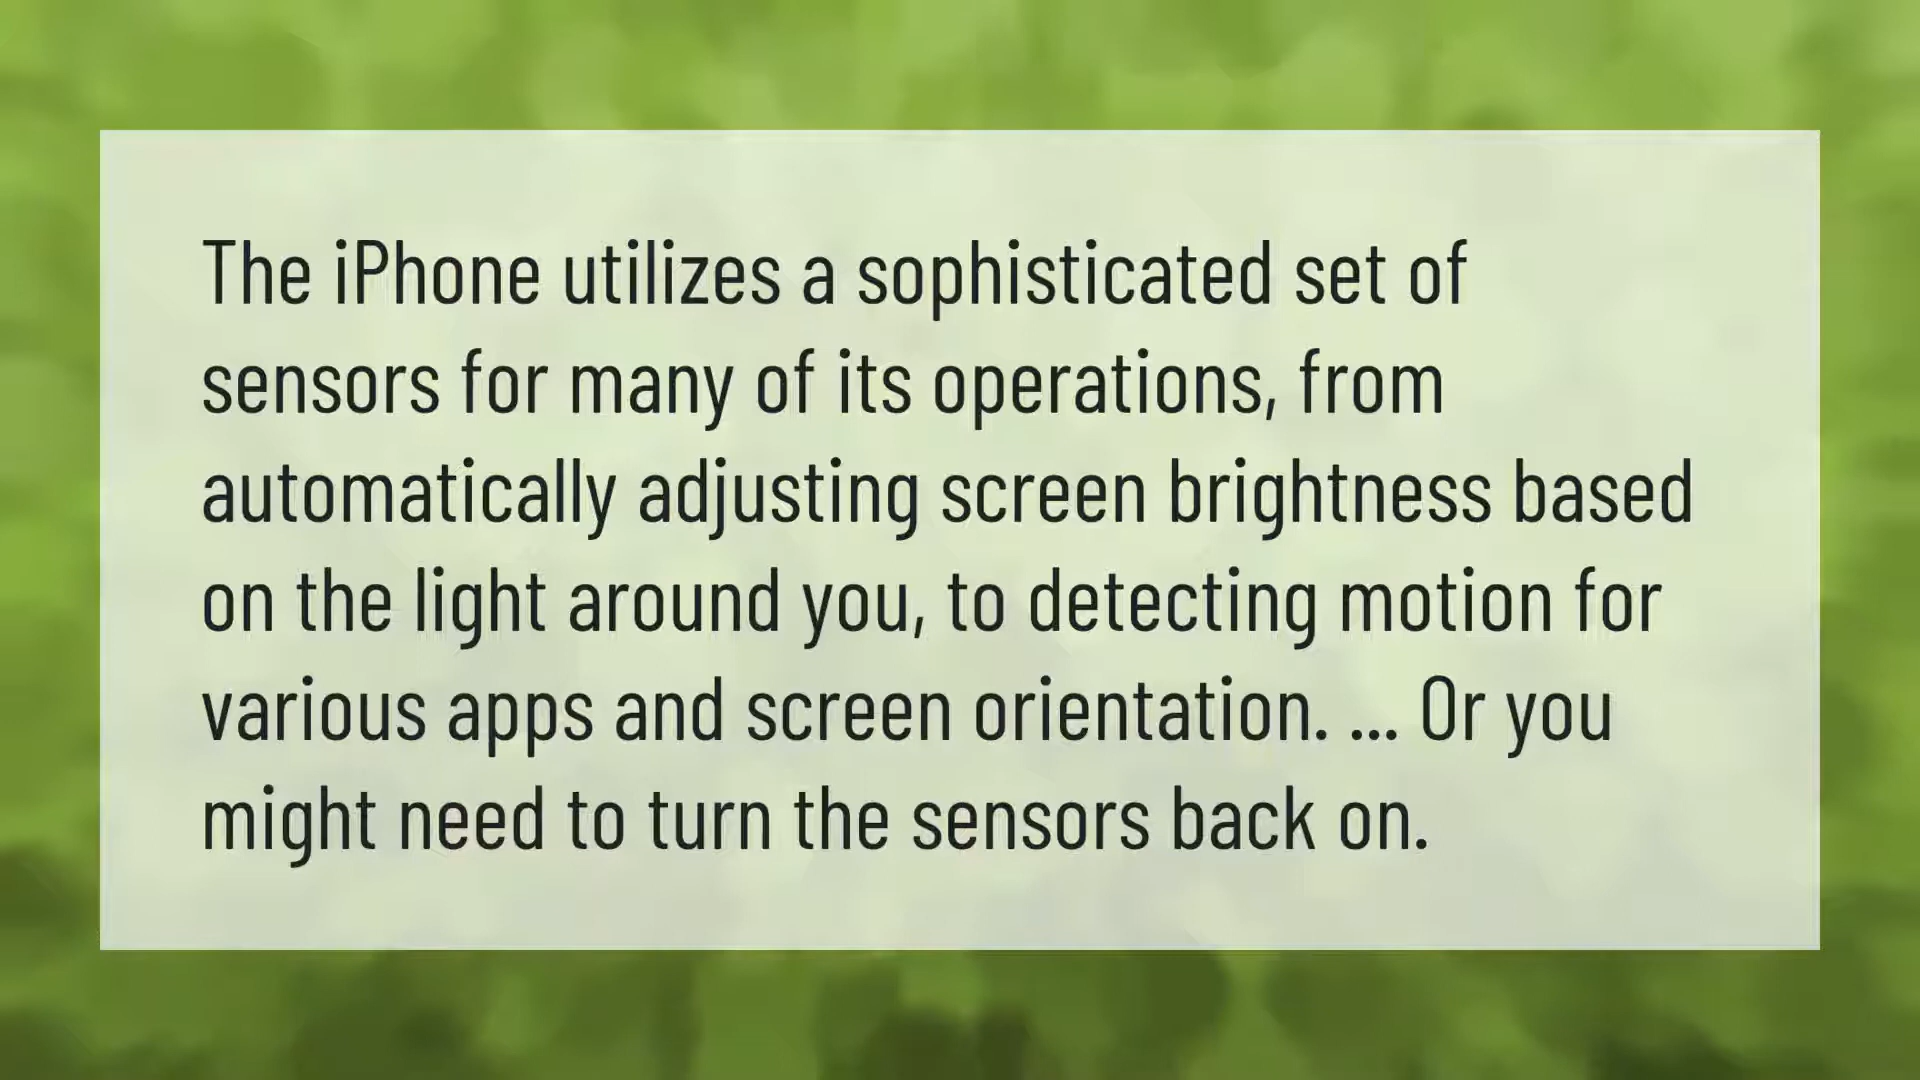 The iPhone utilizes a sophisticated set of
sensors for many of its operations, from
automatically adjusting screen brightness based
on the light around you, to detecting motion for
various apps and screen orientation. ... Or you
might need to turn the sensors back on.